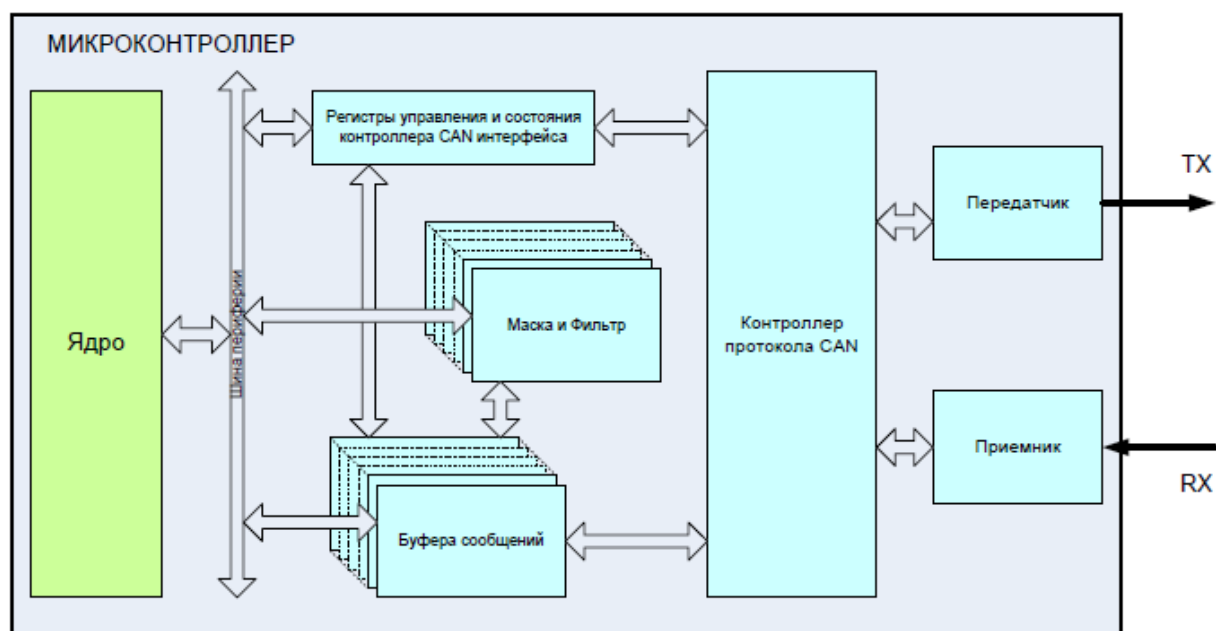 МИКРОКОНТРОЛЛЕР
Регистры управления и состояния
контроллера CAN интерфейса
TX
Передатчик
Шина периферии
Маска и Фильтр
Ядро
Контроллер
протокола CAN
Приемник
RX
Буфера сообщений